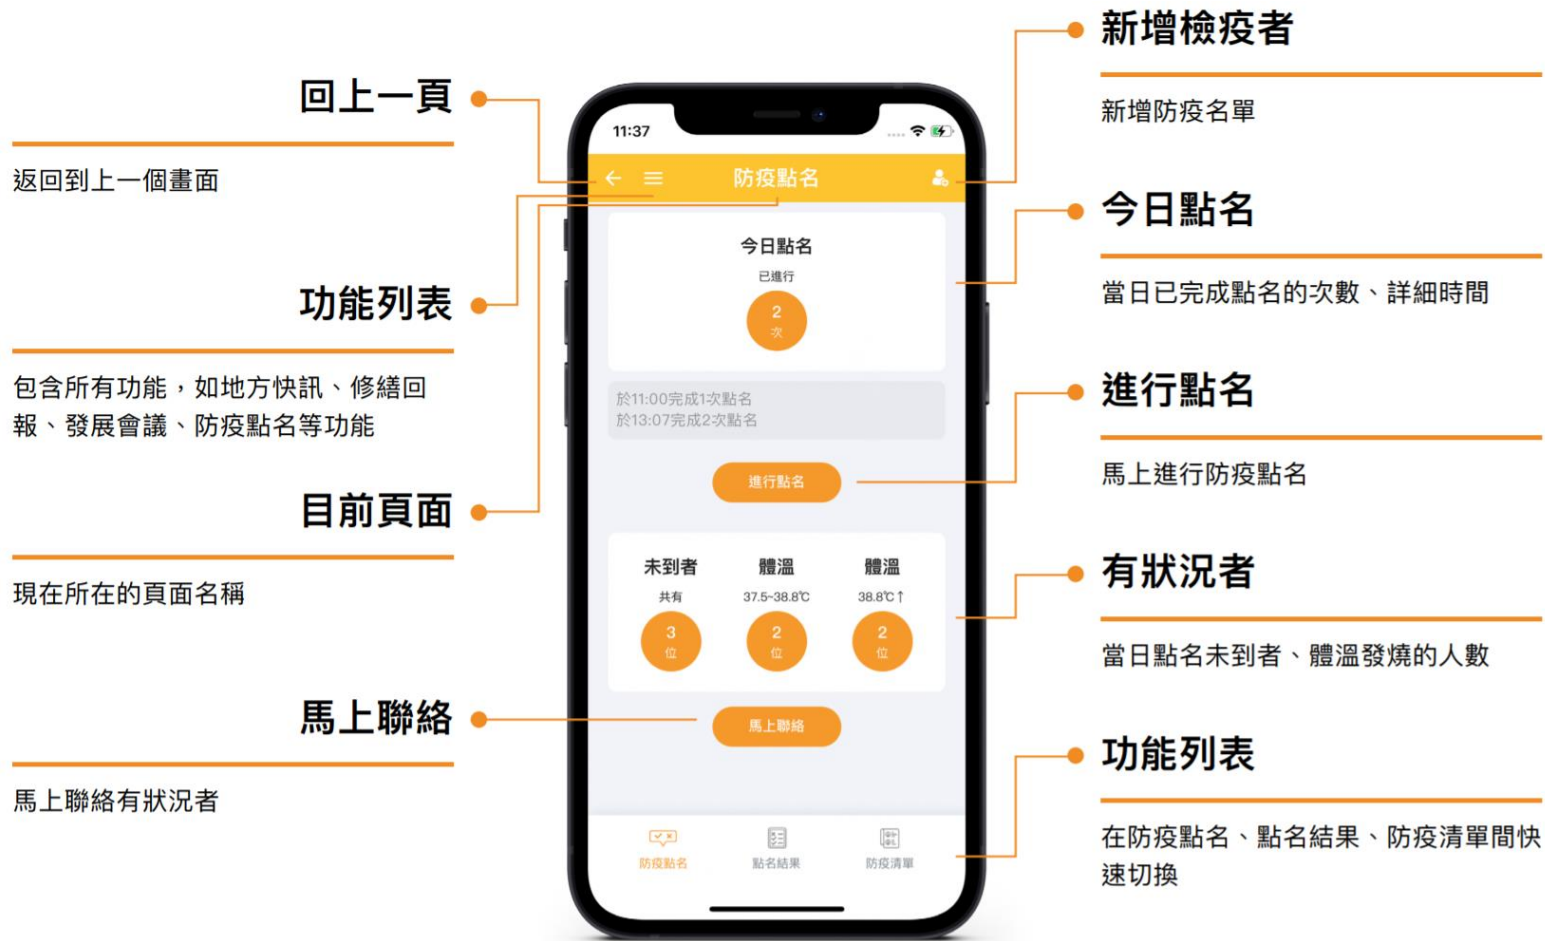 回上一頁
返回到上一個畫面
功能列表
包含所有功能，如地方快訊、修繕回
報、發展會議、防疫點名等功能
目前頁面
現在所在的頁面名稱
馬上聯絡
馬上聯絡有狀況者
11:37
防疫點名
今日點名
已進行
2
次
於11:00完成1次點名
於13:07完成2次點名
進行點名
未到者 體溫 體溫
共有 37.5~38.8℃ 38.8℃↑
3 2 2
位 位 位
馬上聯絡
防疫點名 點名結果 防疫清單
新增檢疫者
新增防疫名單
今日點名
當日已完成點名的次數、詳細時間
進行點名
馬上進行防疫點名
有狀況者
當日點名未到者、體溫發燒的人數
功能列表
在防疫點名、點名結果、防疫清單間快
速切換